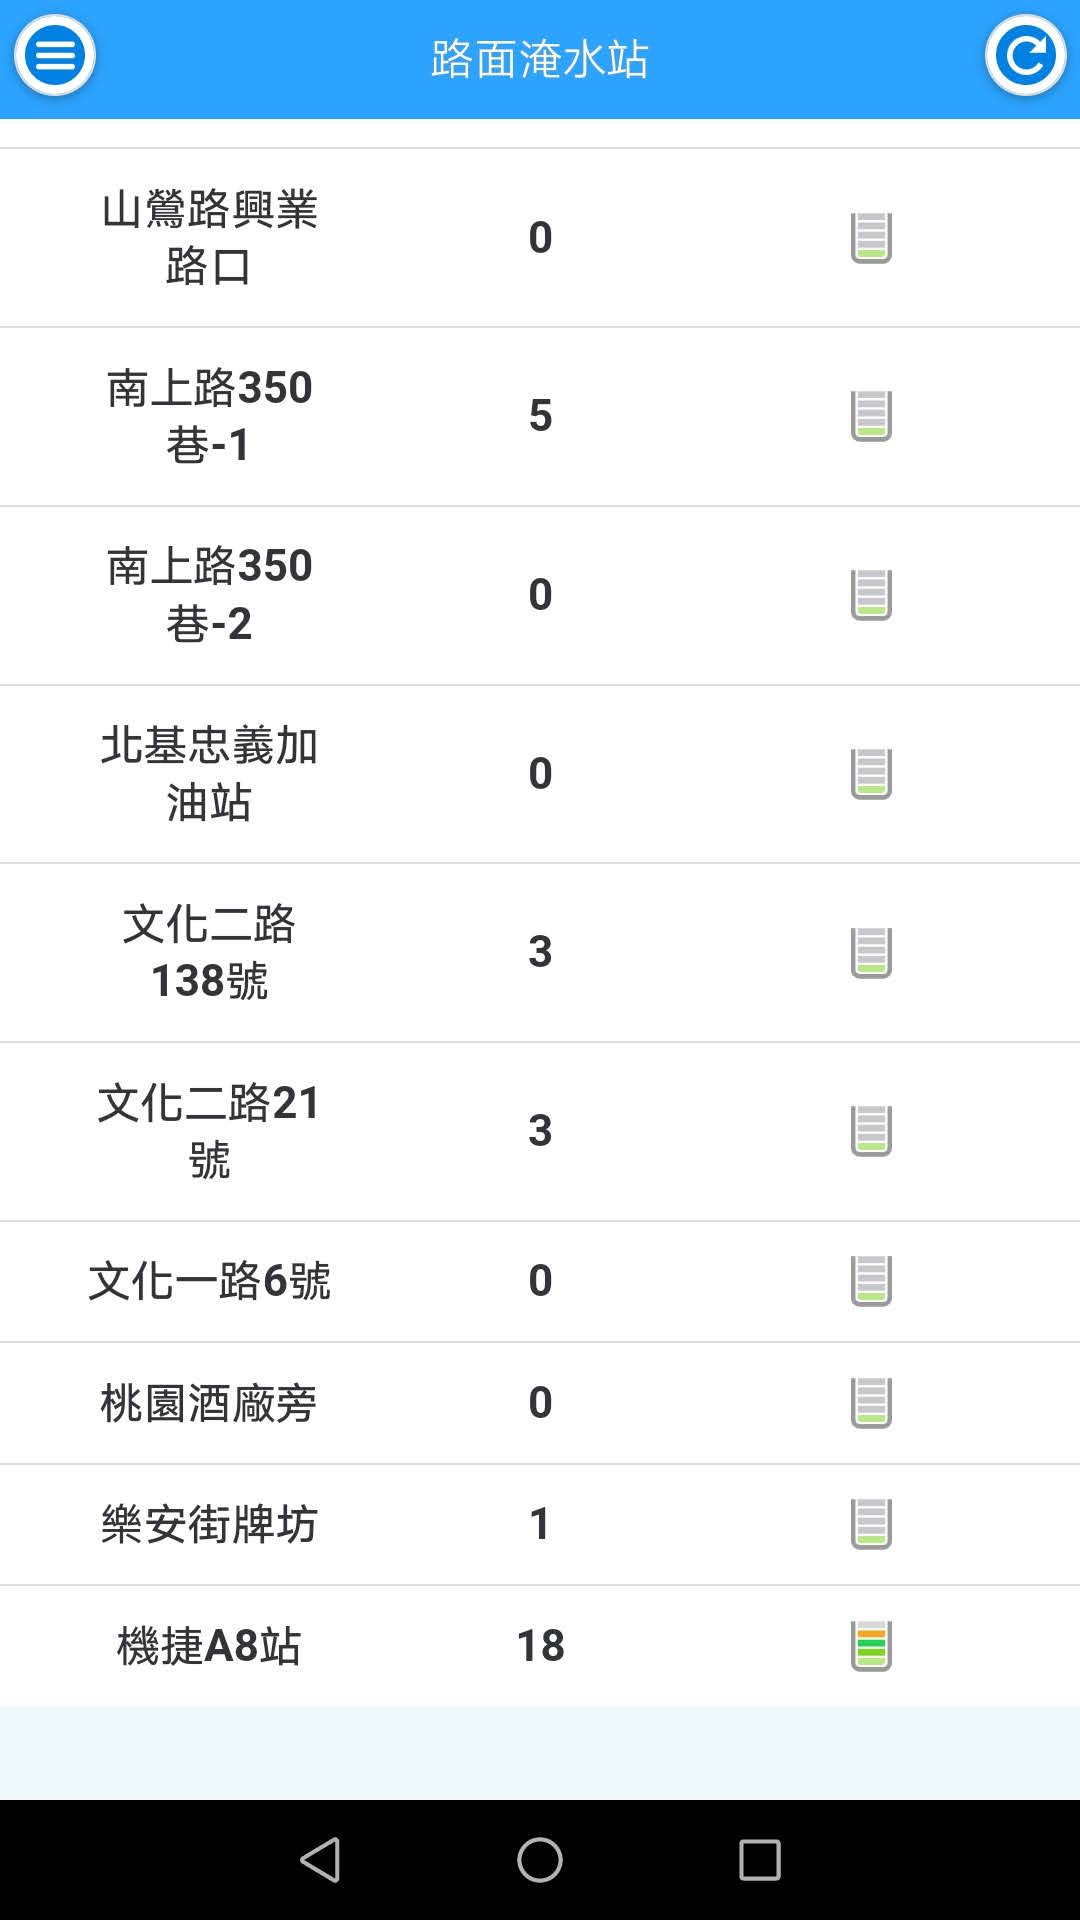 路面淹水站
山鶯路興業
路口
0
南上路350
巷-1
5
南上路350
巷-2
0
北基忠義加
油站
0
文化二路
138號
3
文化二路21
號
3
文化一路6號
0
桃園酒廠旁
0
樂安街牌坊
1
機捷A8站
18